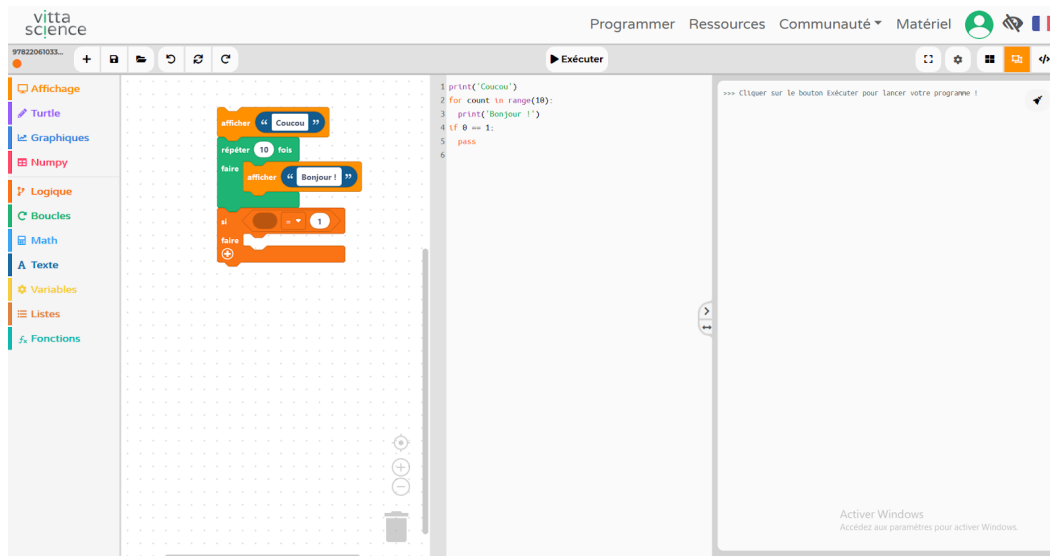 vitta
science
Programmer Ressources Communauté Matériel
97822061033...
Exécuter
Affichage
Turtle
Graphiques
Numpy
Logique
Boucles
Math
Texte
Variables
Listes
Fonctions
afficher “ Coucou ”
répéter 10 fois
faire
afficher “ Bonjour ! ”
si = 1
faire
1 print('Coucou')
2 for count in range(10):
3 print('Bonjour !')
4 if 0 == 1:
5 pass
6
>>> Cliquer sur le bouton Exécuter pour lancer votre programme !
Activer Windows
Accédez aux paramètres pour activer Windows.